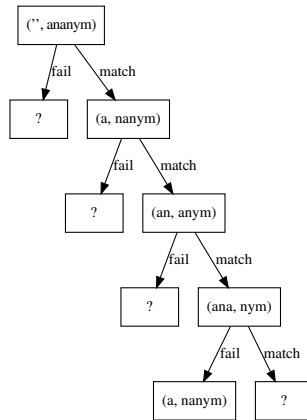 ('', ananym)
fail match
? (a, nanym)
fail match
? (an, anym)
fail match
? (ana, nym)
fail match
(a, nanym) ?